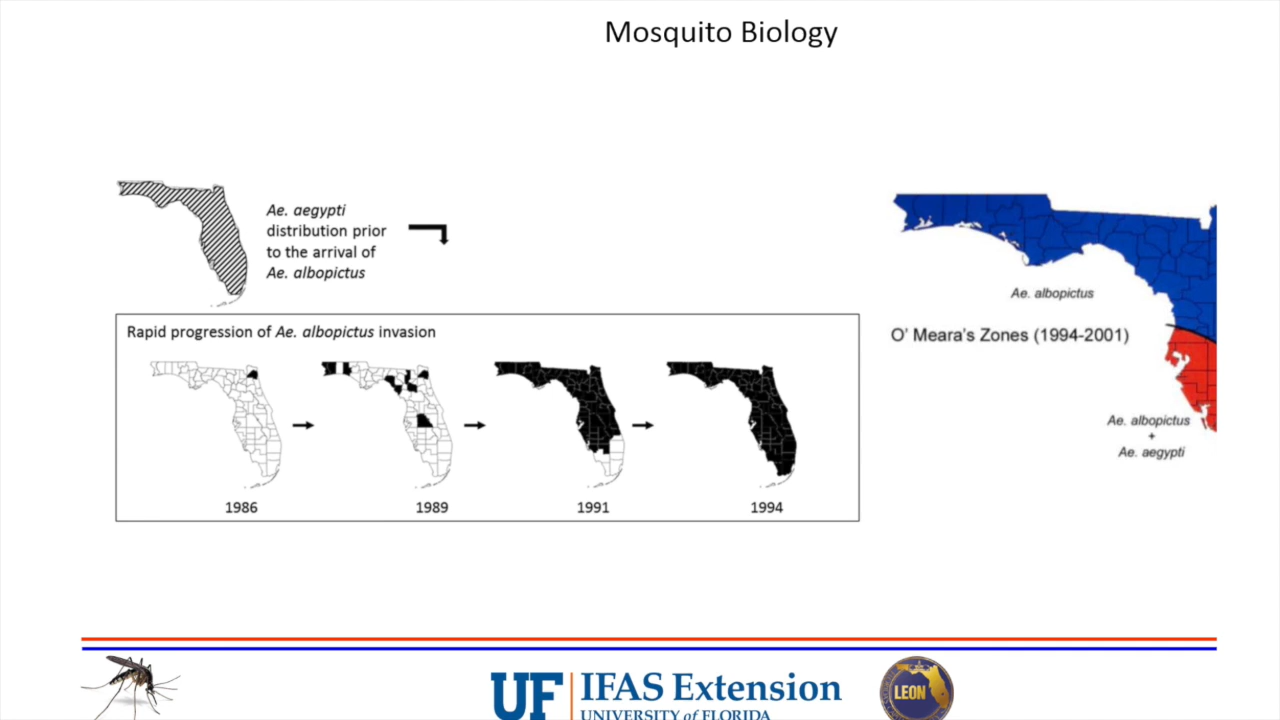 Mosquito Biology
Ae. aegypti
distribution prior
to the arrival of
Ae. albopictus
Rapid progression of Ae. albopictus invasion
1986
1989
1991
1994
Ae. albopictus
O' Meara's Zones (1994-2001)
Ae. albopictus
+
Ae. aegypti
UF IFAS Extension
UNIVERSITY of FLORIDA
LEON